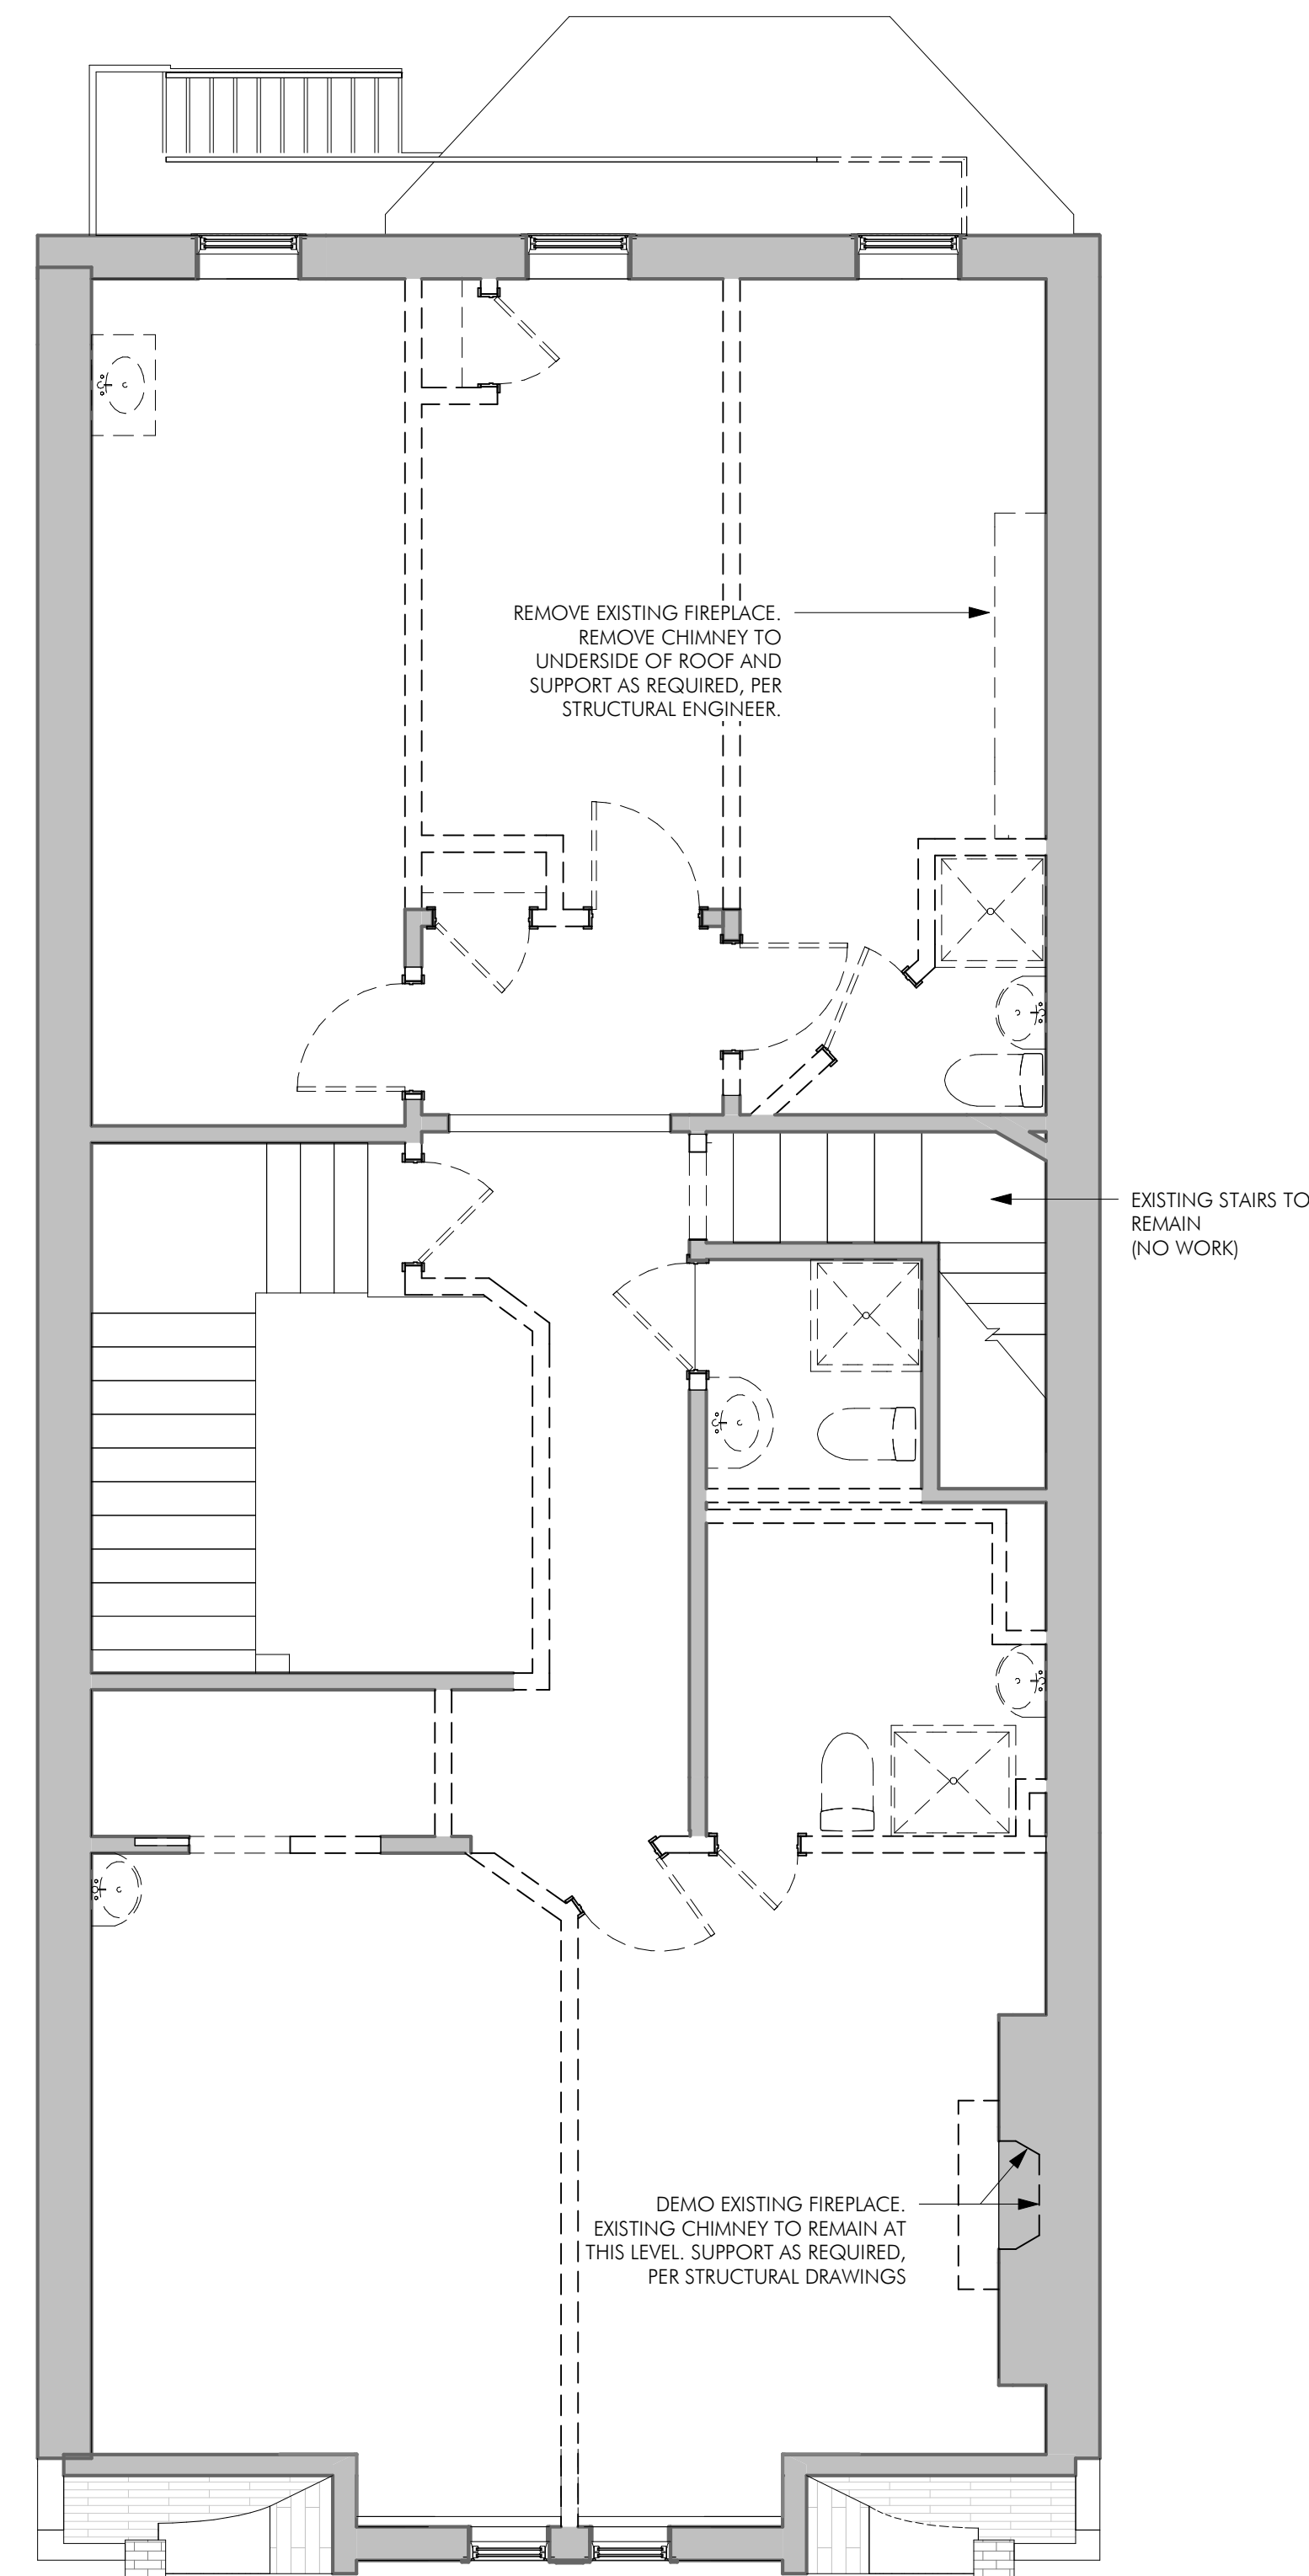 REMOVE EXISTING FIREPLACE.
REMOVE CHIMNEY TO
UNDERSIDE OF ROOF AND
SUPPORT AS REQUIRED, PER
STRUCTURAL ENGINEER.
EXISTING STAIRS TO
REMAIN
(NO WORK)
DEMO EXISTING FIREPLACE.
EXISTING CHIMNEY TO REMAIN AT
THIS LEVEL. SUPPORT AS REQUIRED,
PER STRUCTURAL DRAWINGS